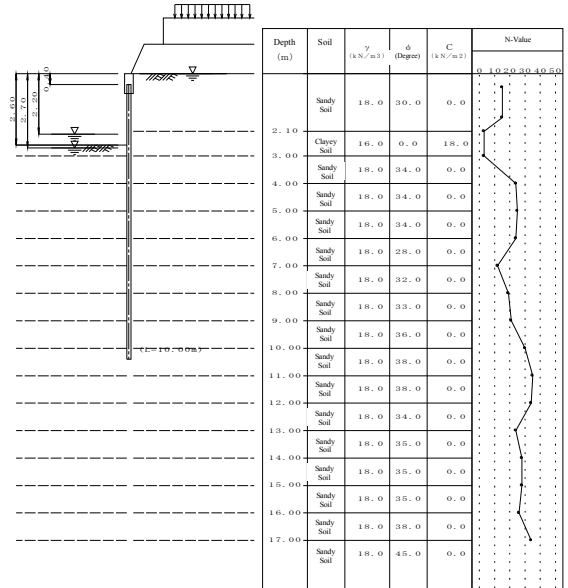 Depth (m) Soil γ (kN/m3) ϕ (Degree) C (kN/m2) N-Value
0 10 20 30 40 50
0.40
2.20
2.70
2.60
Sandy Soil 18.0 30.0 0.0
2.10
Clayey Soil 16.0 0.0 18.0
3.00
Sandy Soil 18.0 34.0 0.0
4.00
Sandy Soil 18.0 34.0 0.0
5.00
Sandy Soil 18.0 34.0 0.0
6.00
Sandy Soil 18.0 28.0 0.0
7.00
Sandy Soil 18.0 32.0 0.0
8.00
Sandy Soil 18.0 33.0 0.0
9.00
Sandy Soil 18.0 36.0 0.0
10.00
(L=10.00m)
Sandy Soil 18.0 38.0 0.0
11.00
Sandy Soil 18.0 38.0 0.0
12.00
Sandy Soil 18.0 34.0 0.0
13.00
Sandy Soil 18.0 35.0 0.0
14.00
Sandy Soil 18.0 35.0 0.0
15.00
Sandy Soil 18.0 35.0 0.0
16.00
Sandy Soil 18.0 38.0 0.0
17.00
Sandy Soil 18.0 45.0 0.0